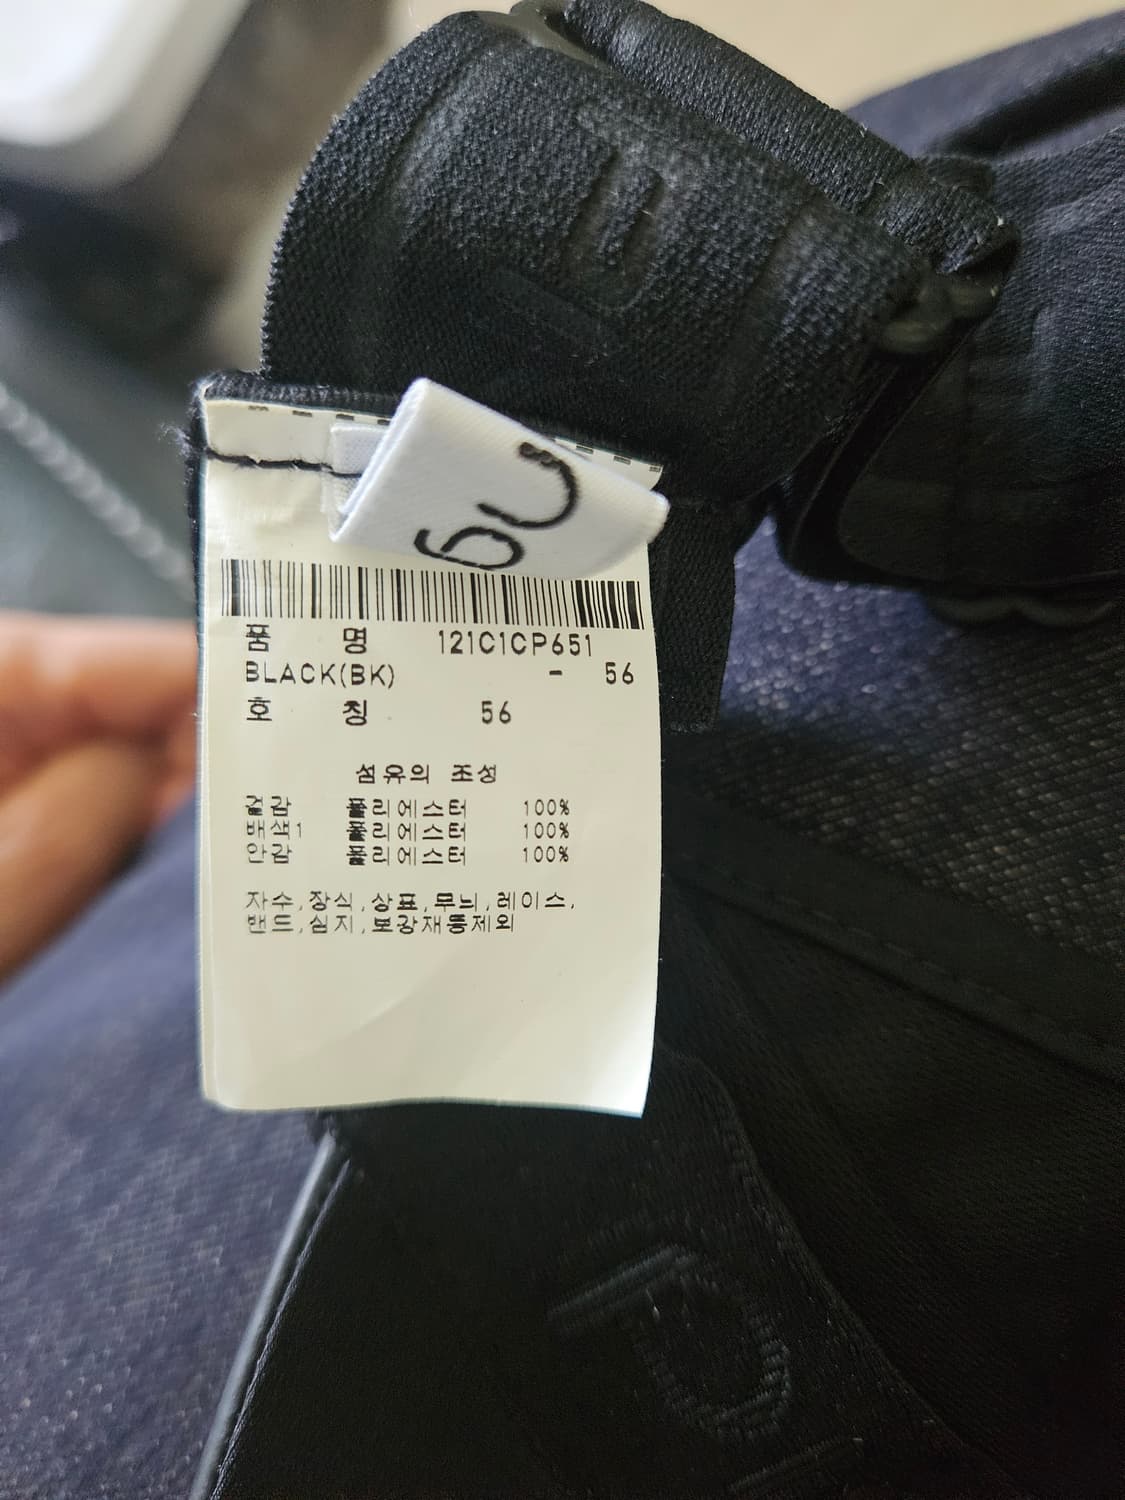 품 명 121C1CP651
BLACK(BK) - 56
호 칭 56
섬유의 조성
겉감 폴리에스터 100%
배색1 폴리에스터 100%
안감 폴리에스터 100%
자수,장식,상표,무늬,레이스,
밴드,심지,보강재등제외